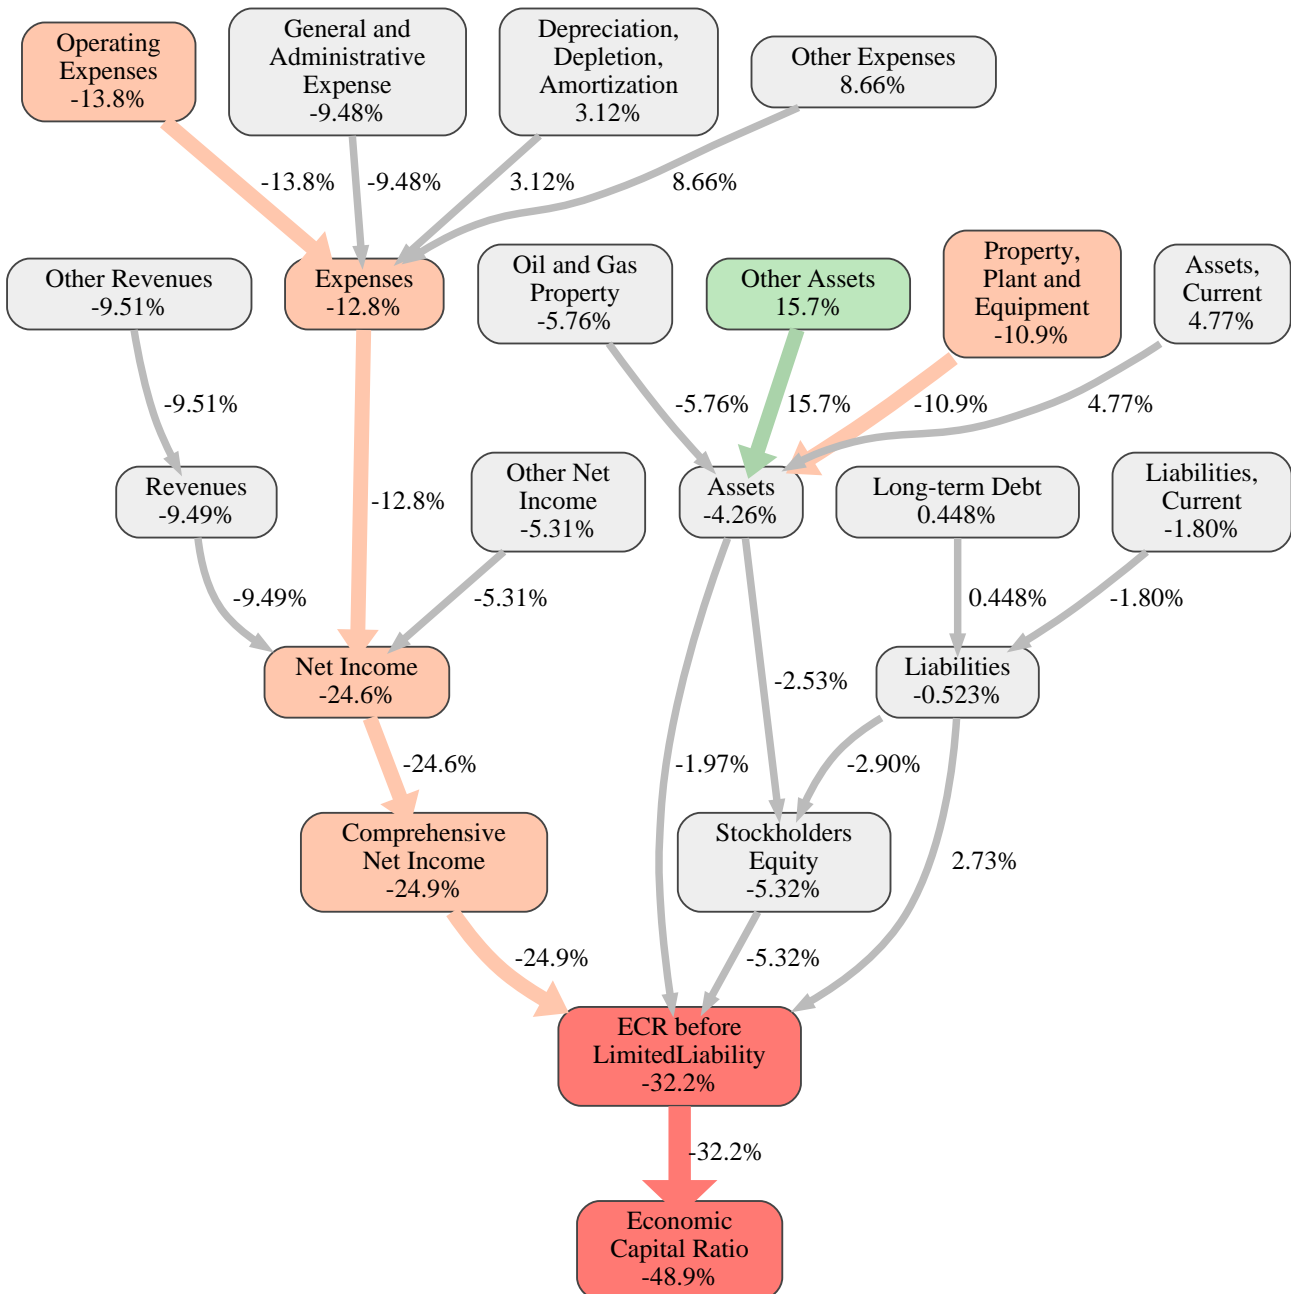 Operating
Expenses
-13.8%
General and
Administrative
Expense
-9.48%
Depreciation,
Depletion,
Amortization
3.12%
Other Expenses
8.66%
-13.8%
-9.48%
3.12%
8.66%
Other Revenues
-9.51%
Expenses
-12.8%
Oil and Gas
Property
-5.76%
Other Assets
15.7%
Property,
Plant and
Equipment
-10.9%
Assets,
Current
4.77%
-9.51%
-5.76%
15.7%
-10.9%
4.77%
Revenues
-9.49%
-12.8%
Other Net
Income
-5.31%
Assets
-4.26%
Long-term Debt
0.448%
Liabilities,
Current
-1.80%
-9.49%
-5.31%
0.448%
-1.80%
Net Income
-24.6%
-2.53%
Liabilities
-0.523%
-24.6%
-1.97%
-2.90%
Comprehensive
Net Income
-24.9%
Stockholders
Equity
-5.32%
2.73%
-24.9%
-5.32%
ECR before
LimitedLiability
-32.2%
-32.2%
Economic
Capital Ratio
-48.9%